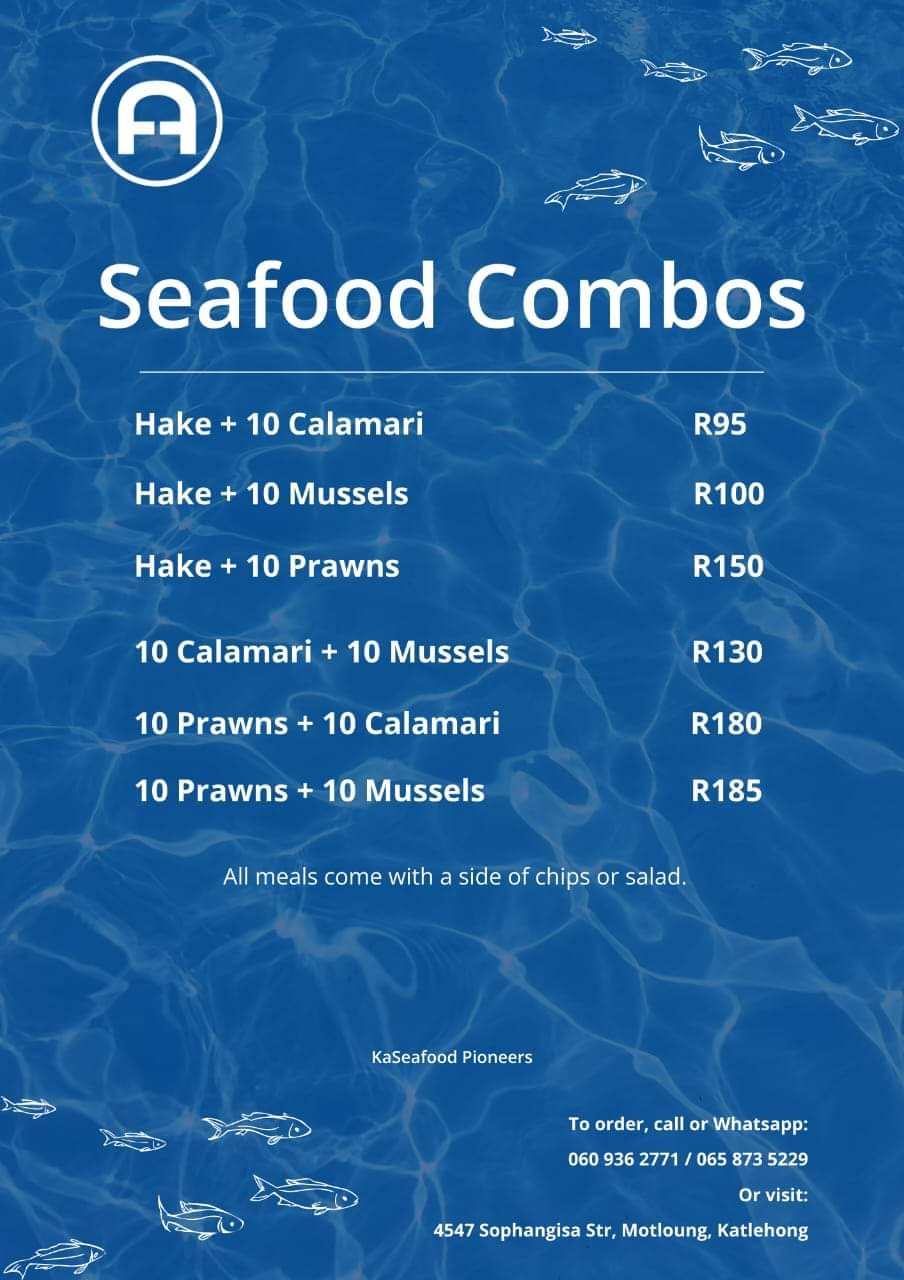 A
Seafood Combos
Hake + 10 Calamari R95
Hake + 10 Mussels R100
Hake + 10 Prawns R150
10 Calamari + 10 Mussels R130
10 Prawns + 10 Calamari R180
10 Prawns + 10 Mussels R185
All meals come with a side of chips or salad.
KaSeafood Pioneers
To order, call or Whatsapp:
060 936 2771 / 065 873 5229
Or visit:
4547 Sophangisa Str, Motloung, Katlehong